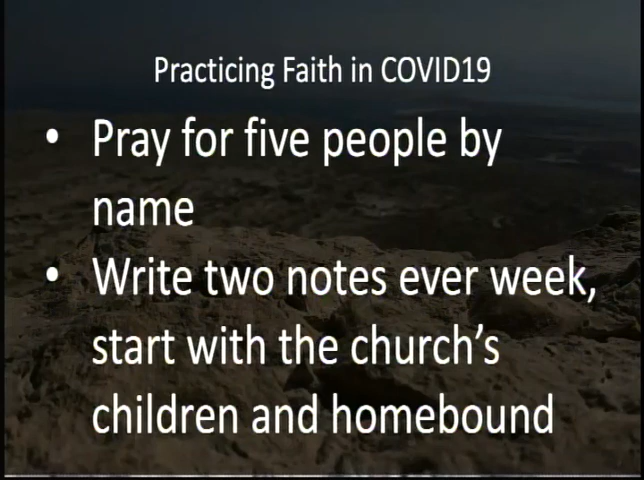 Practicing Faith in COVID19
• Pray for five people by
name
• Write two notes ever week,
start with the church’s
children and homebound